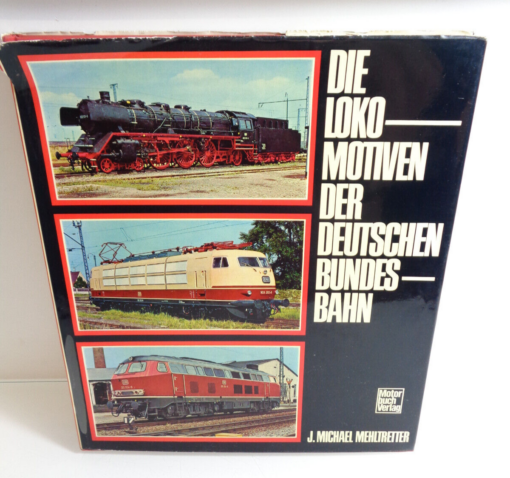 DIE
LOKO—
MOTIVEN
DER
DEUTSCHEN
BUNDES—
BAHN
Motor
buch
Verlag
J. MICHAEL MEHLTRETTER